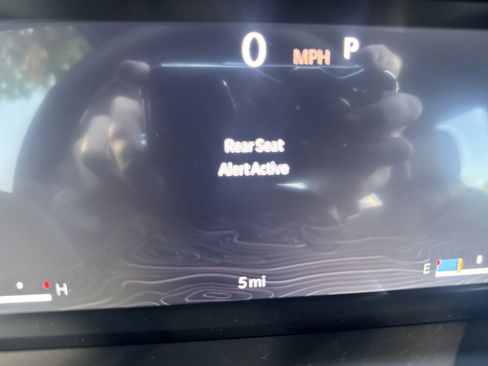 0 MPH P
Rear Seat
Alert Active
H
5 mi
E